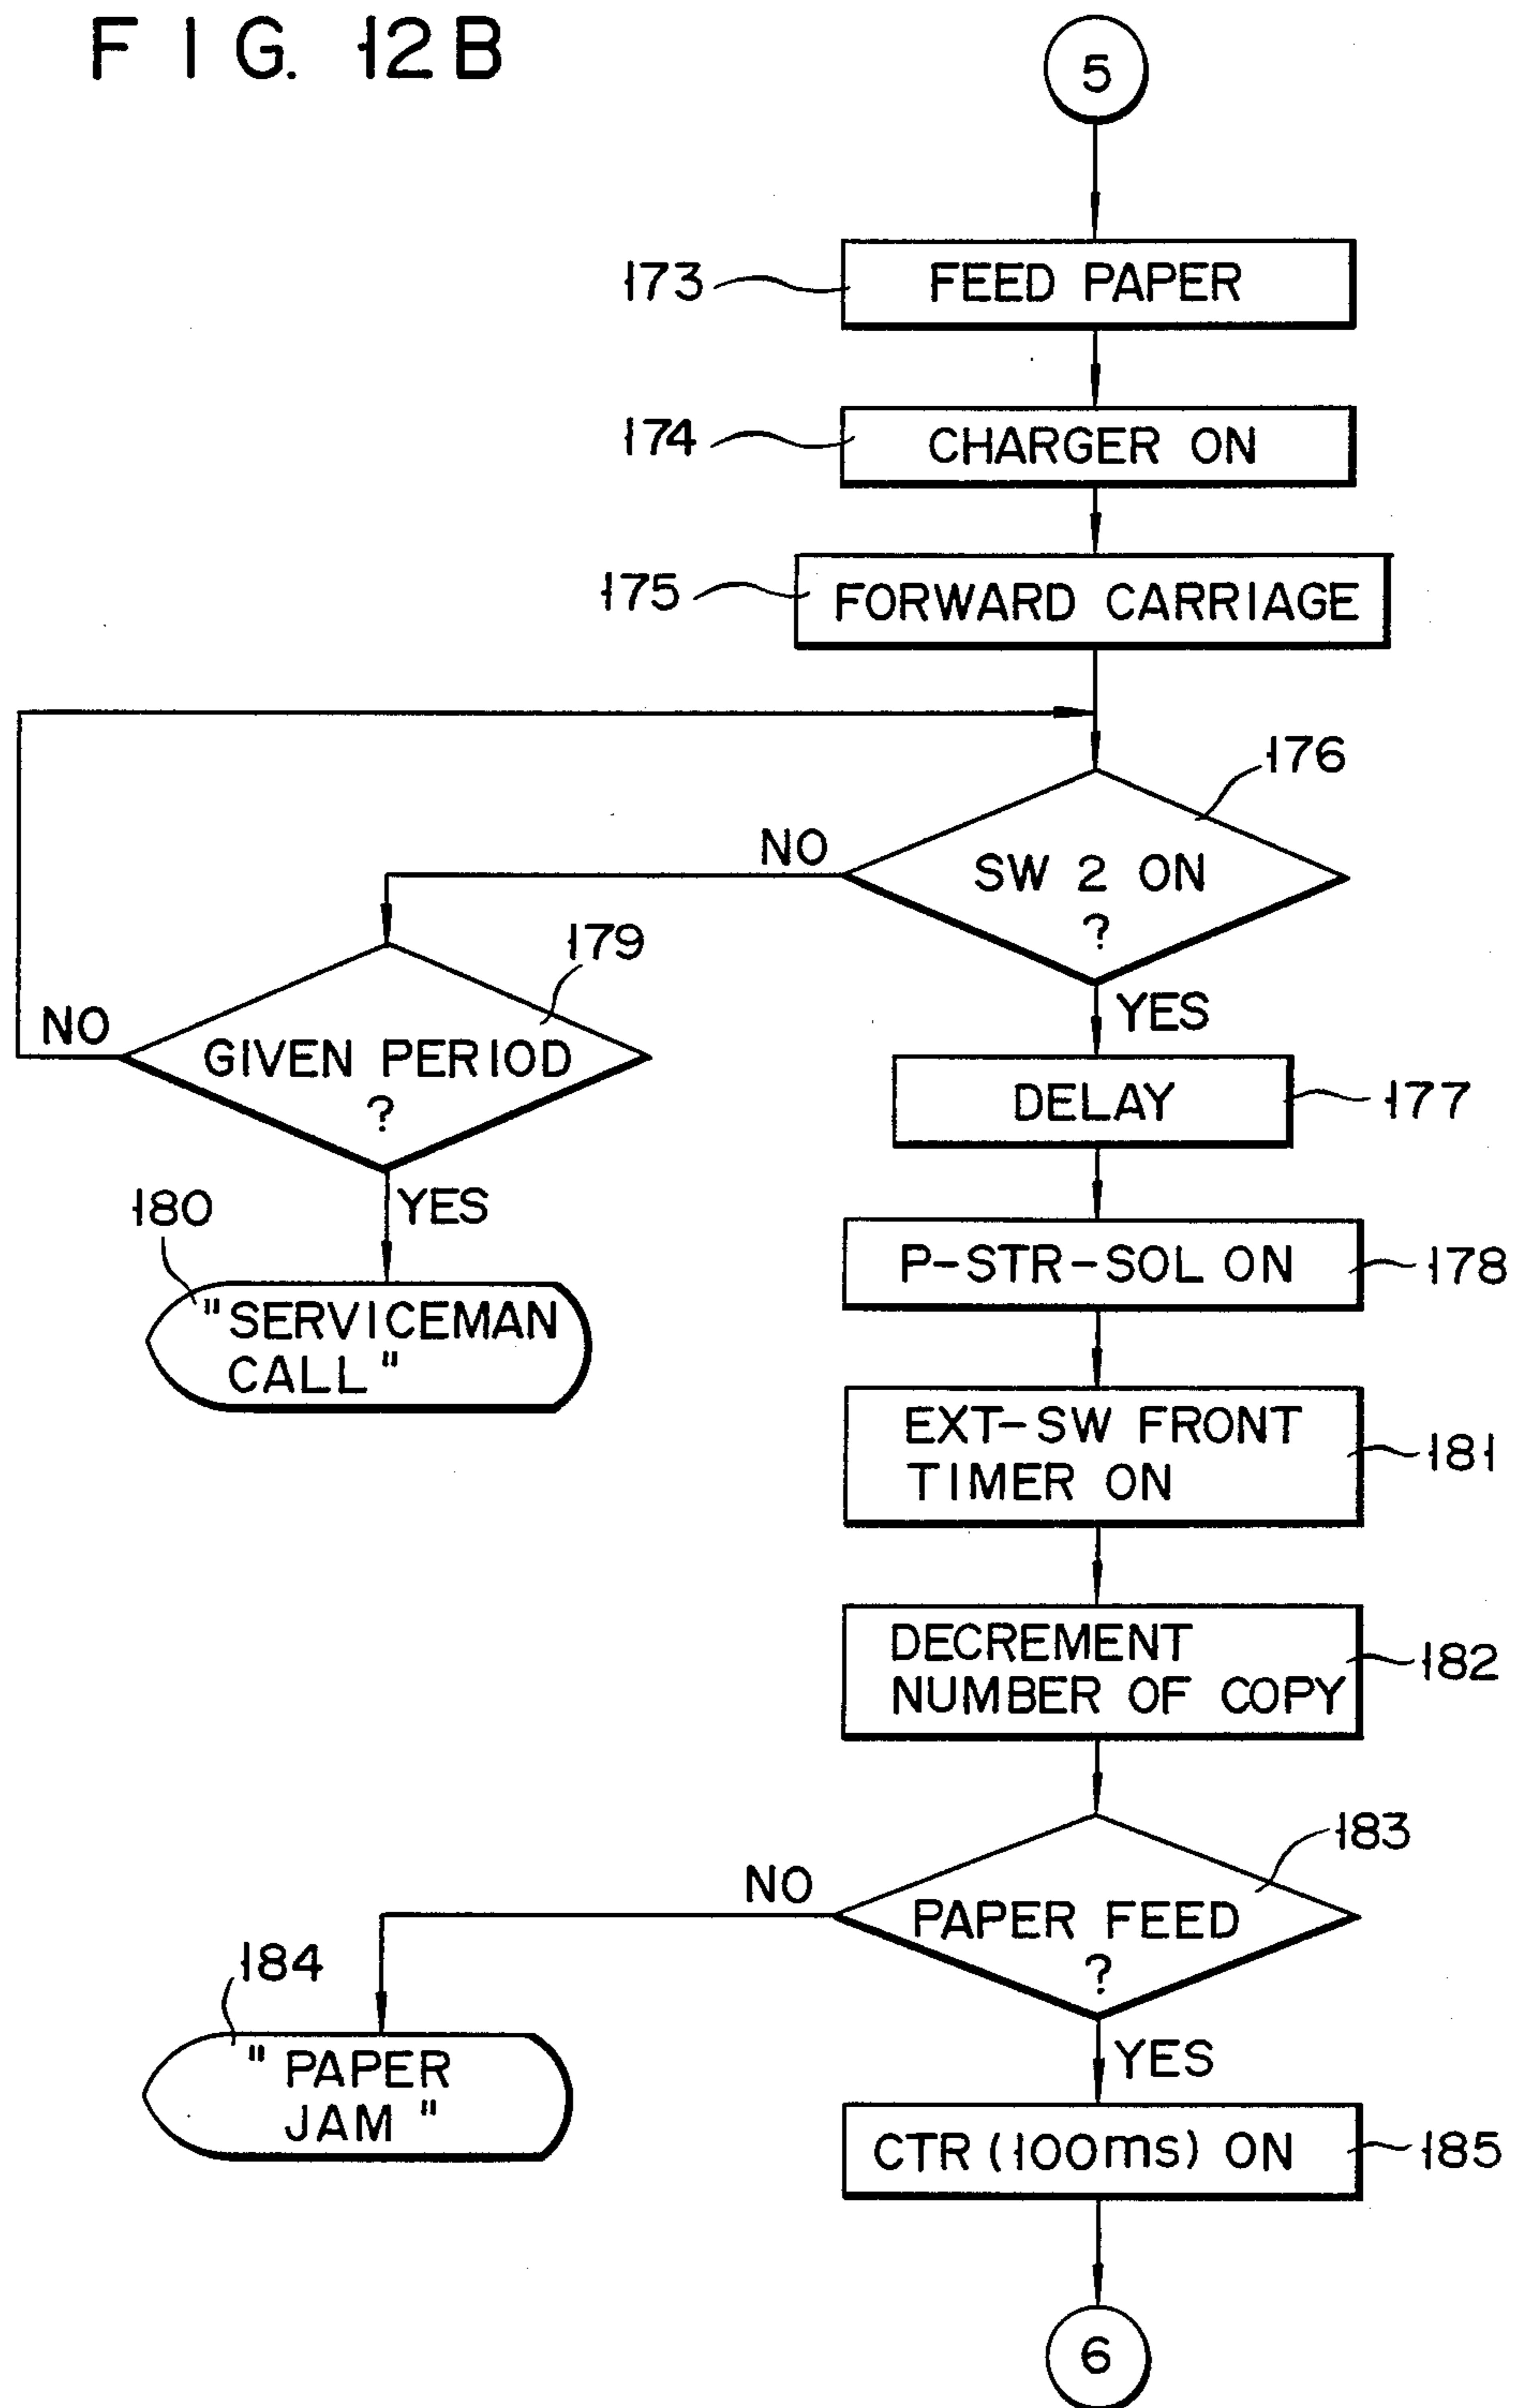 FIG. 12B
5
173
FEED PAPER
174
CHARGER ON
175
FORWARD CARRIAGE
176
SW 2 ON
?
NO
YES
179
GIVEN PERIOD
?
NO
YES
180
"SERVICEMAN
CALL"
DELAY
177
P-STR-SOL ON
178
EXT-SW FRONT
TIMER ON
181
DECREMENT
NUMBER OF COPY
182
183
PAPER FEED
?
NO
YES
184
"PAPER
JAM"
CTR (100ms) ON
185
6